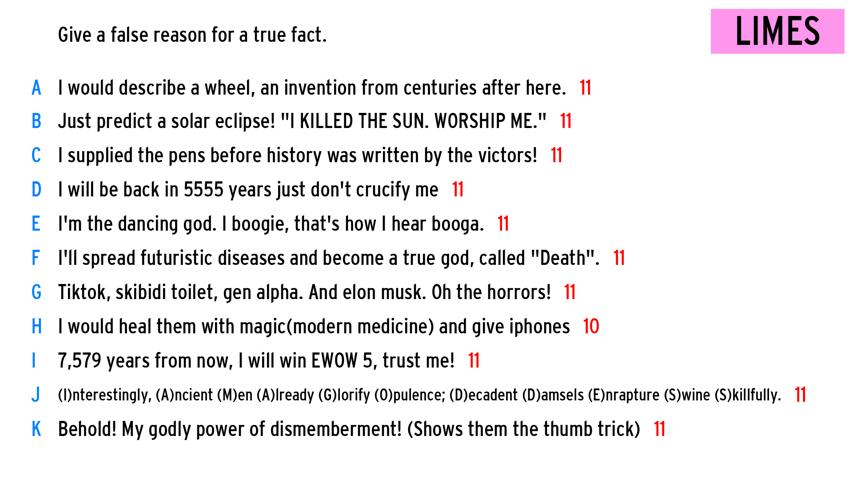 Give a false reason for a true fact.
LIMES
A I would describe a wheel, an invention from centuries after here. 11
B Just predict a solar eclipse! "I KILLED THE SUN. WORSHIP ME." 11
C I supplied the pens before history was written by the victors! 11
D I will be back in 5555 years just don't crucify me 11
E I'm the dancing god. I boogie, that's how I hear booga. 11
F I'll spread futuristic diseases and become a true god, called "Death". 11
G Tiktok, skibidi toilet, gen alpha. And elon musk. Oh the horrors! 11
H I would heal them with magic(modern medicine) and give iphones 10
I 7,579 years from now, I will win EWOW 5, trust me! 11
J (I)nterestingly, (A)ncient (M)en (A)lready (G)lorify (O)pulence; (D)ecadent (D)amsels (E)nrapture (S)wine (S)killfully. 11
K Behold! My godly power of dismemberment! (Shows them the thumb trick) 11